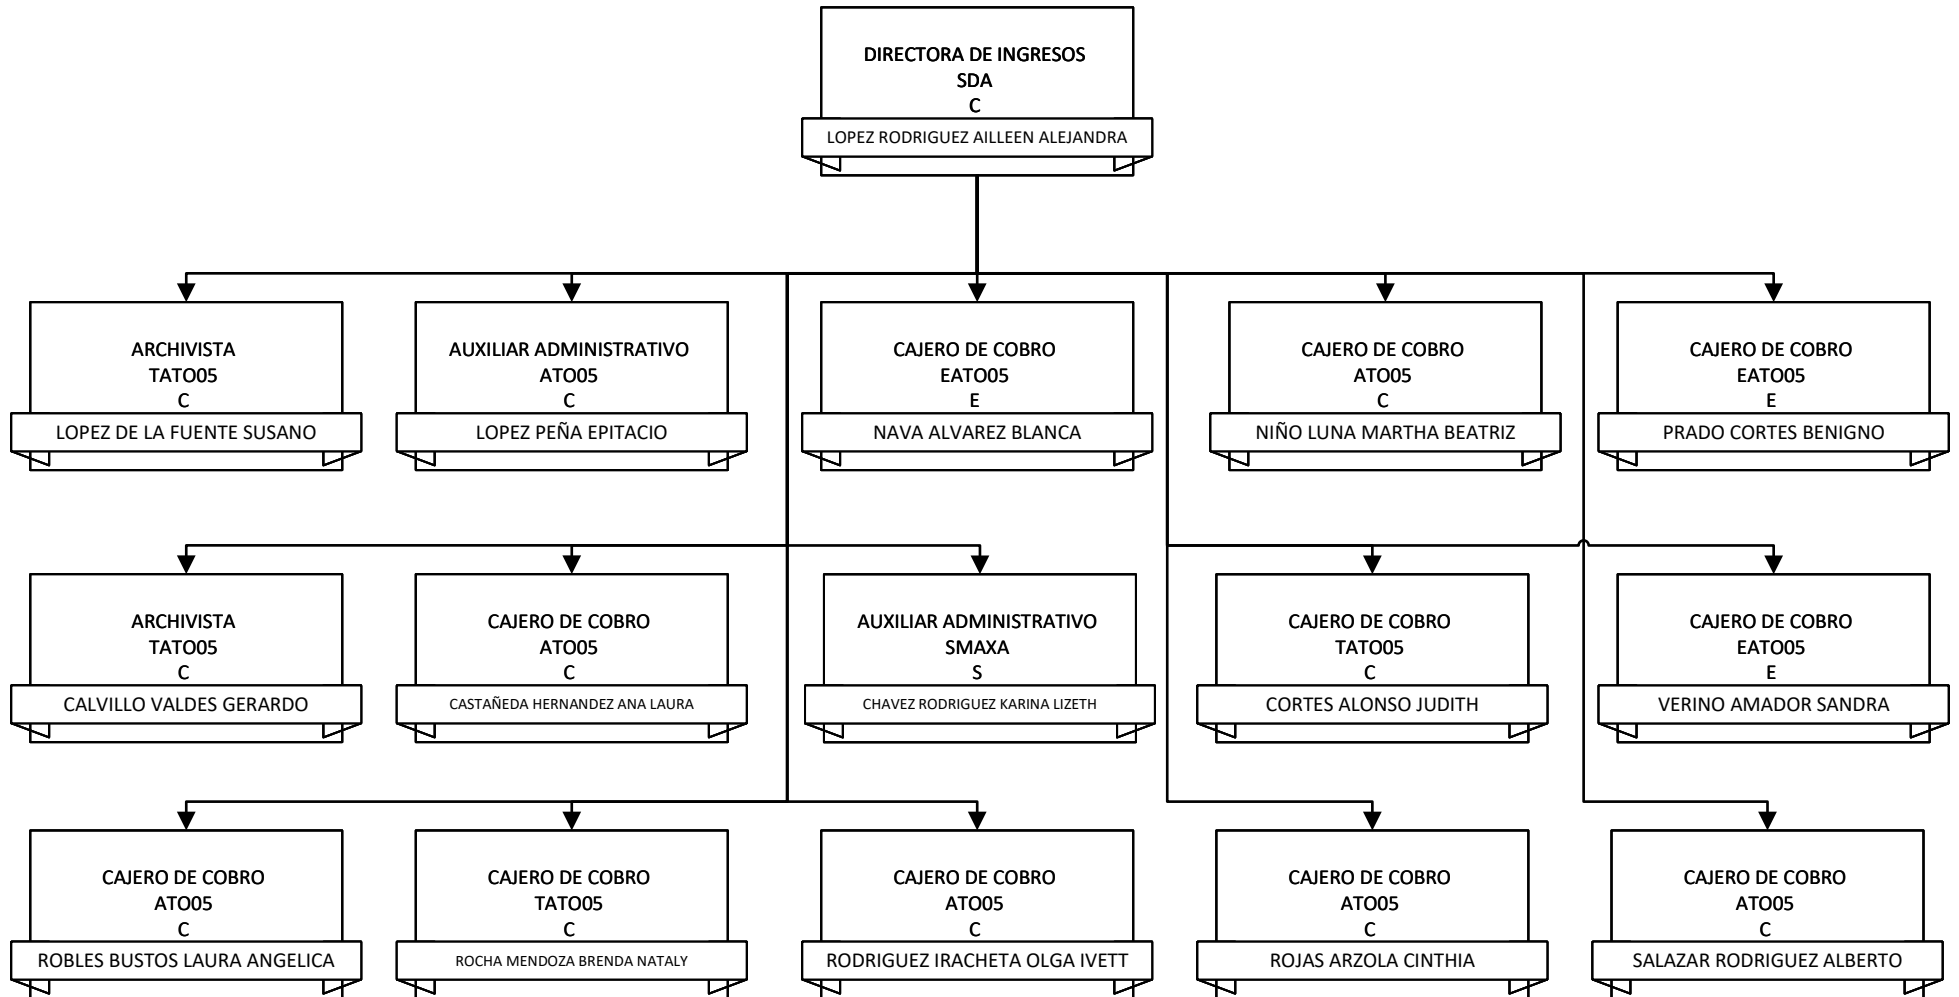 DIRECTORA DE INGRESOS
SDA
C
LOPEZ RODRIGUEZ AILLEEN ALEJANDRA
ARCHIVISTA
TATO05
C
LOPEZ DE LA FUENTE SUSANO
AUXILIAR ADMINISTRATIVO
ATO05
C
LOPEZ PEÑA EPITACIO
CAJERO DE COBRO
EATO05
E
NAVA ALVAREZ BLANCA
CAJERO DE COBRO
ATO05
C
NIÑO LUNA MARTHA BEATRIZ
CAJERO DE COBRO
EATO05
E
PRADO CORTES BENIGNO
ARCHIVISTA
TATO05
C
CALVILLO VALDES GERARDO
CAJERO DE COBRO
ATO05
C
CASTAÑEDA HERNANDEZ ANA LAURA
AUXILIAR ADMINISTRATIVO
SMAXA
S
CHAVEZ RODRIGUEZ KARINA LIZETH
CAJERO DE COBRO
TATO05
C
CORTES ALONSO JUDITH
CAJERO DE COBRO
EATO05
E
VERINO AMADOR SANDRA
CAJERO DE COBRO
ATO05
C
ROBLES BUSTOS LAURA ANGELICA
CAJERO DE COBRO
TATO05
C
ROCHA MENDOZA BRENDA NATALY
CAJERO DE COBRO
ATO05
C
RODRIGUEZ IRACHETA OLGA IVETT
CAJERO DE COBRO
ATO05
C
ROJAS ARZOLA CINTHIA
CAJERO DE COBRO
ATO05
C
SALAZAR RODRIGUEZ ALBERTO